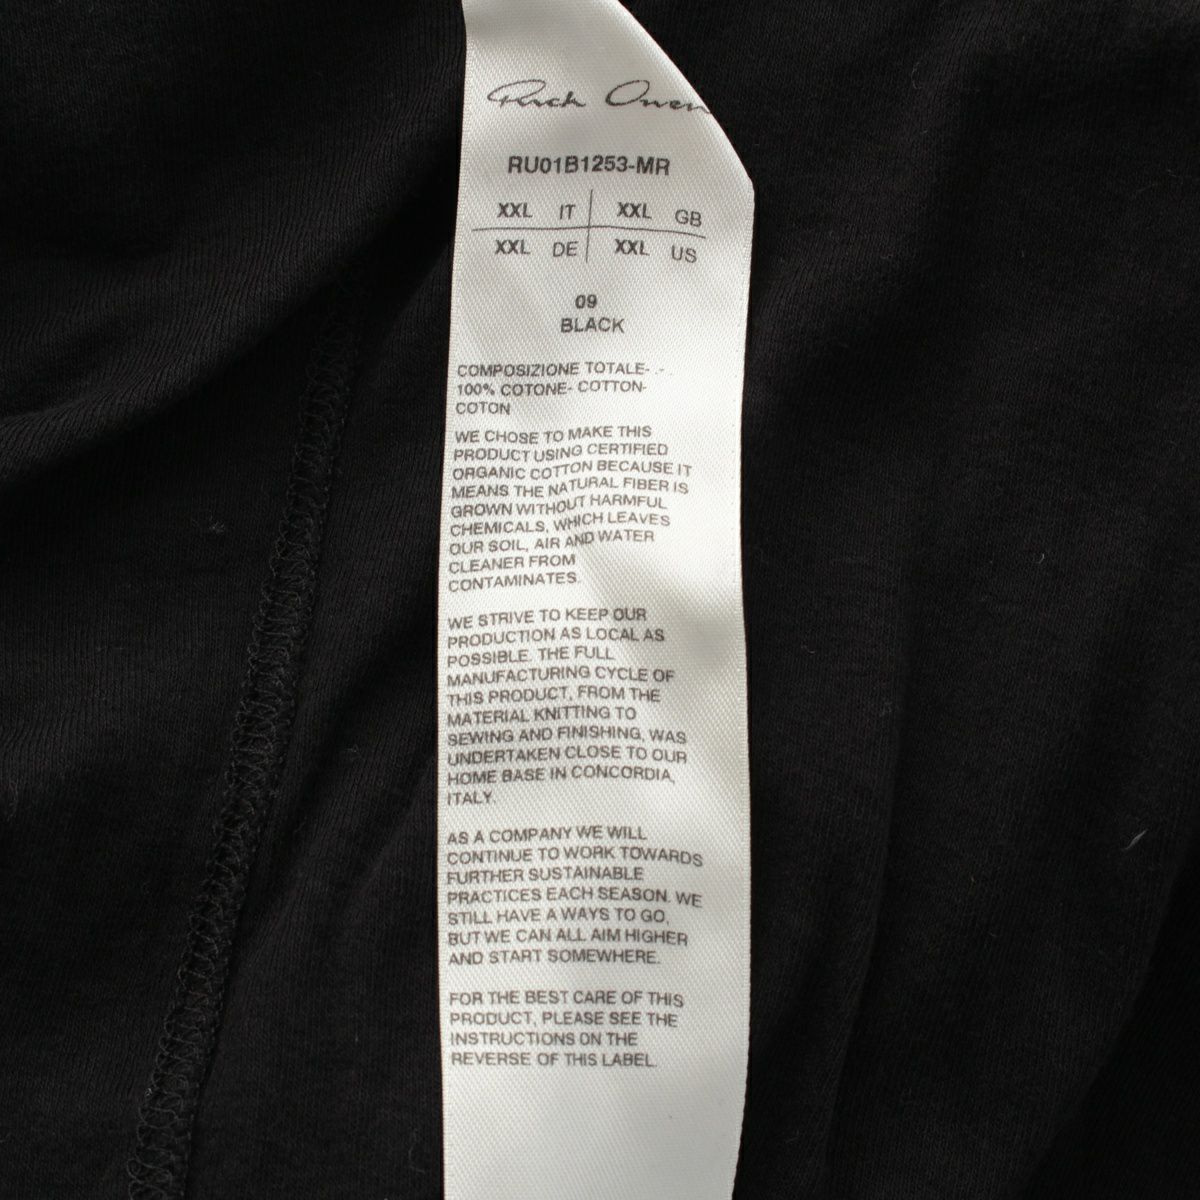 Rick Owen
RU01B1253-MR
XXL IT XXL GB
XXL DE XXL US
09
BLACK
COMPOSIZIONE TOTALE- .- .
100% COTONE- COTTON-
COTON
WE CHOSE TO MAKE THIS
PRODUCT USING CERTIFIED
ORGANIC COTTON BECAUSE IT
MEANS THE NATURAL FIBER IS
GROWN WITHOUT HARMFUL
CHEMICALS, WHICH LEAVES
OUR SOIL, AIR AND WATER
CLEANER FROM
CONTAMINATES.
WE STRIVE TO KEEP OUR
PRODUCTION AS LOCAL AS
POSSIBLE. THE FULL
MANUFACTURING CYCLE OF
THIS PRODUCT, FROM THE
MATERIAL KNITTING TO
SEWING AND FINISHING, WAS
UNDERTAKEN CLOSE TO OUR
HOME BASE IN CONCORDIA,
ITALY.
AS A COMPANY WE WILL
CONTINUE TO WORK TOWARDS
FURTHER SUSTAINABLE
PRACTICES EACH SEASON. WE
STILL HAVE A WAYS TO GO,
BUT WE CAN ALL AIM HIGHER
AND START SOMEWHERE.
FOR THE BEST CARE OF THIS
PRODUCT, PLEASE SEE THE
INSTRUCTIONS ON THE
REVERSE OF THIS LABEL.